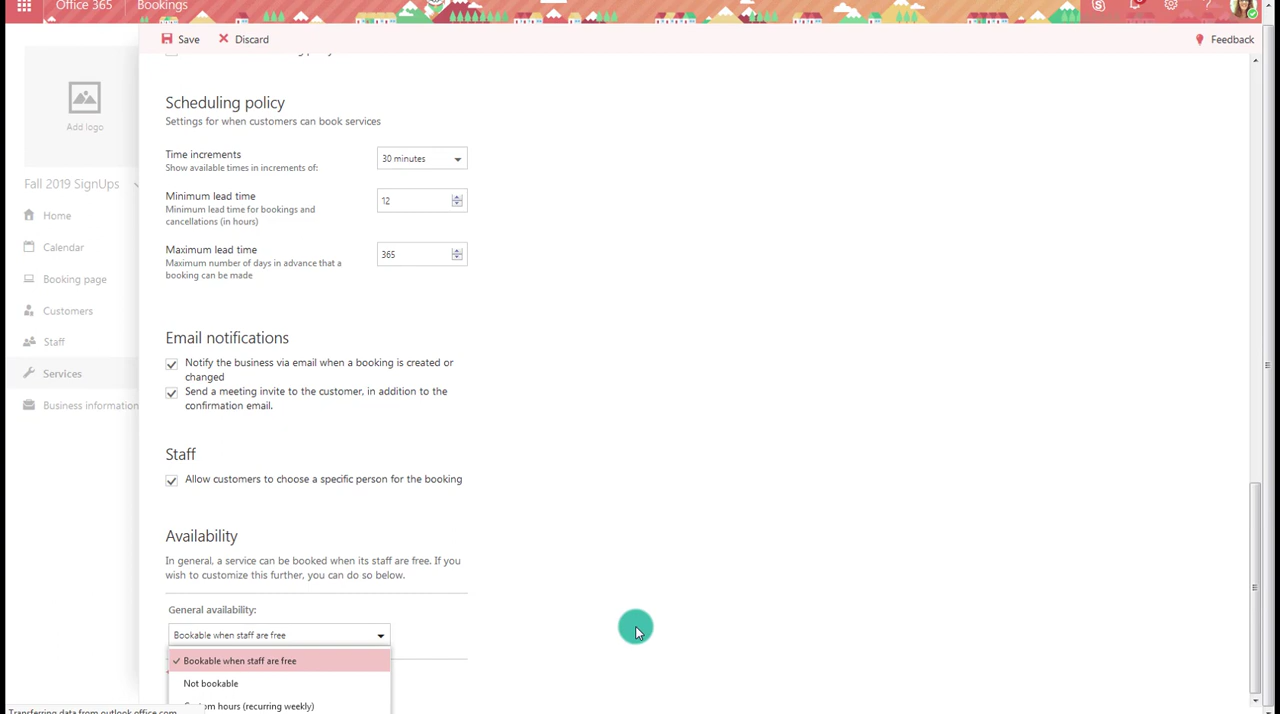 Office 365
Bookings
Save
Discard
Feedback
Add logo
Fall 2019 SignUps
Home
Calendar
Booking page
Customers
Staff
Services
Business information
Scheduling policy
Settings for when customers can book services
Time increments
Show available times in increments of:
30 minutes
Minimum lead time
Minimum lead time for bookings and
cancellations (in hours)
12
Maximum lead time
Maximum number of days in advance that a
booking can be made
365
Email notifications
Notify the business via email when a booking is created or
changed
Send a meeting invite to the customer, in addition to the
confirmation email.
Staff
Allow customers to choose a specific person for the booking
Availability
In general, a service can be booked when its staff are free. If you
wish to customize this further, you can do so below.
General availability:
Bookable when staff are free
Bookable when staff are free
Not bookable
hours (recurring weekly)
Transferring data from outlook.office.com